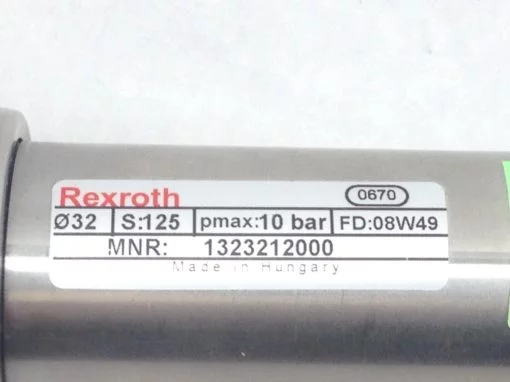 Rexroth 0670
Ø32 S:125 pmax:10 bar FD:08W49
MNR: 1323212000
Made in Hungary